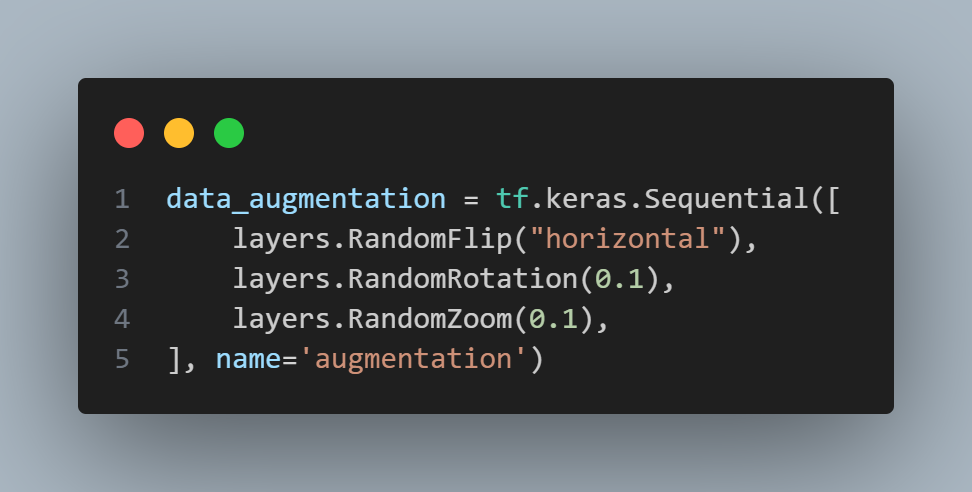 1 data_augmentation = tf.keras.Sequential([
2     layers.RandomFlip("horizontal"),
3     layers.RandomRotation(0.1),
4     layers.RandomZoom(0.1),
5 ], name='augmentation')